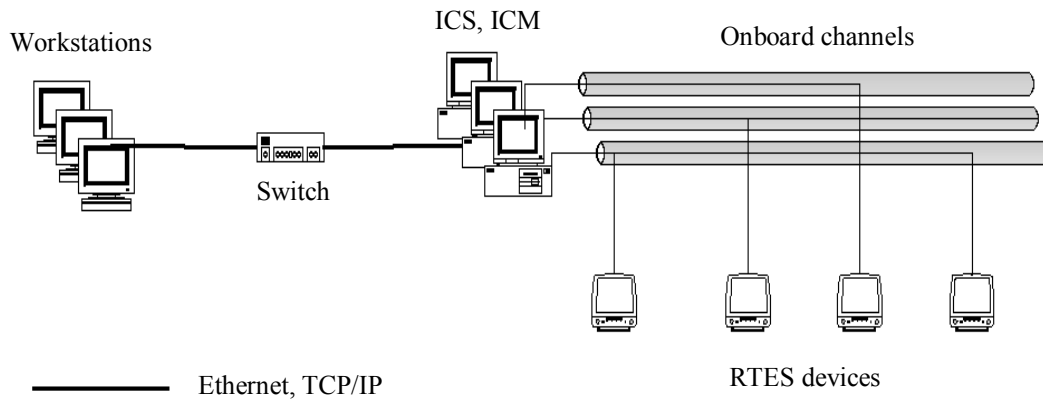 ICS, ICM
Workstations
Onboard channels
Switch
Ethernet, TCP/IP
RTES devices